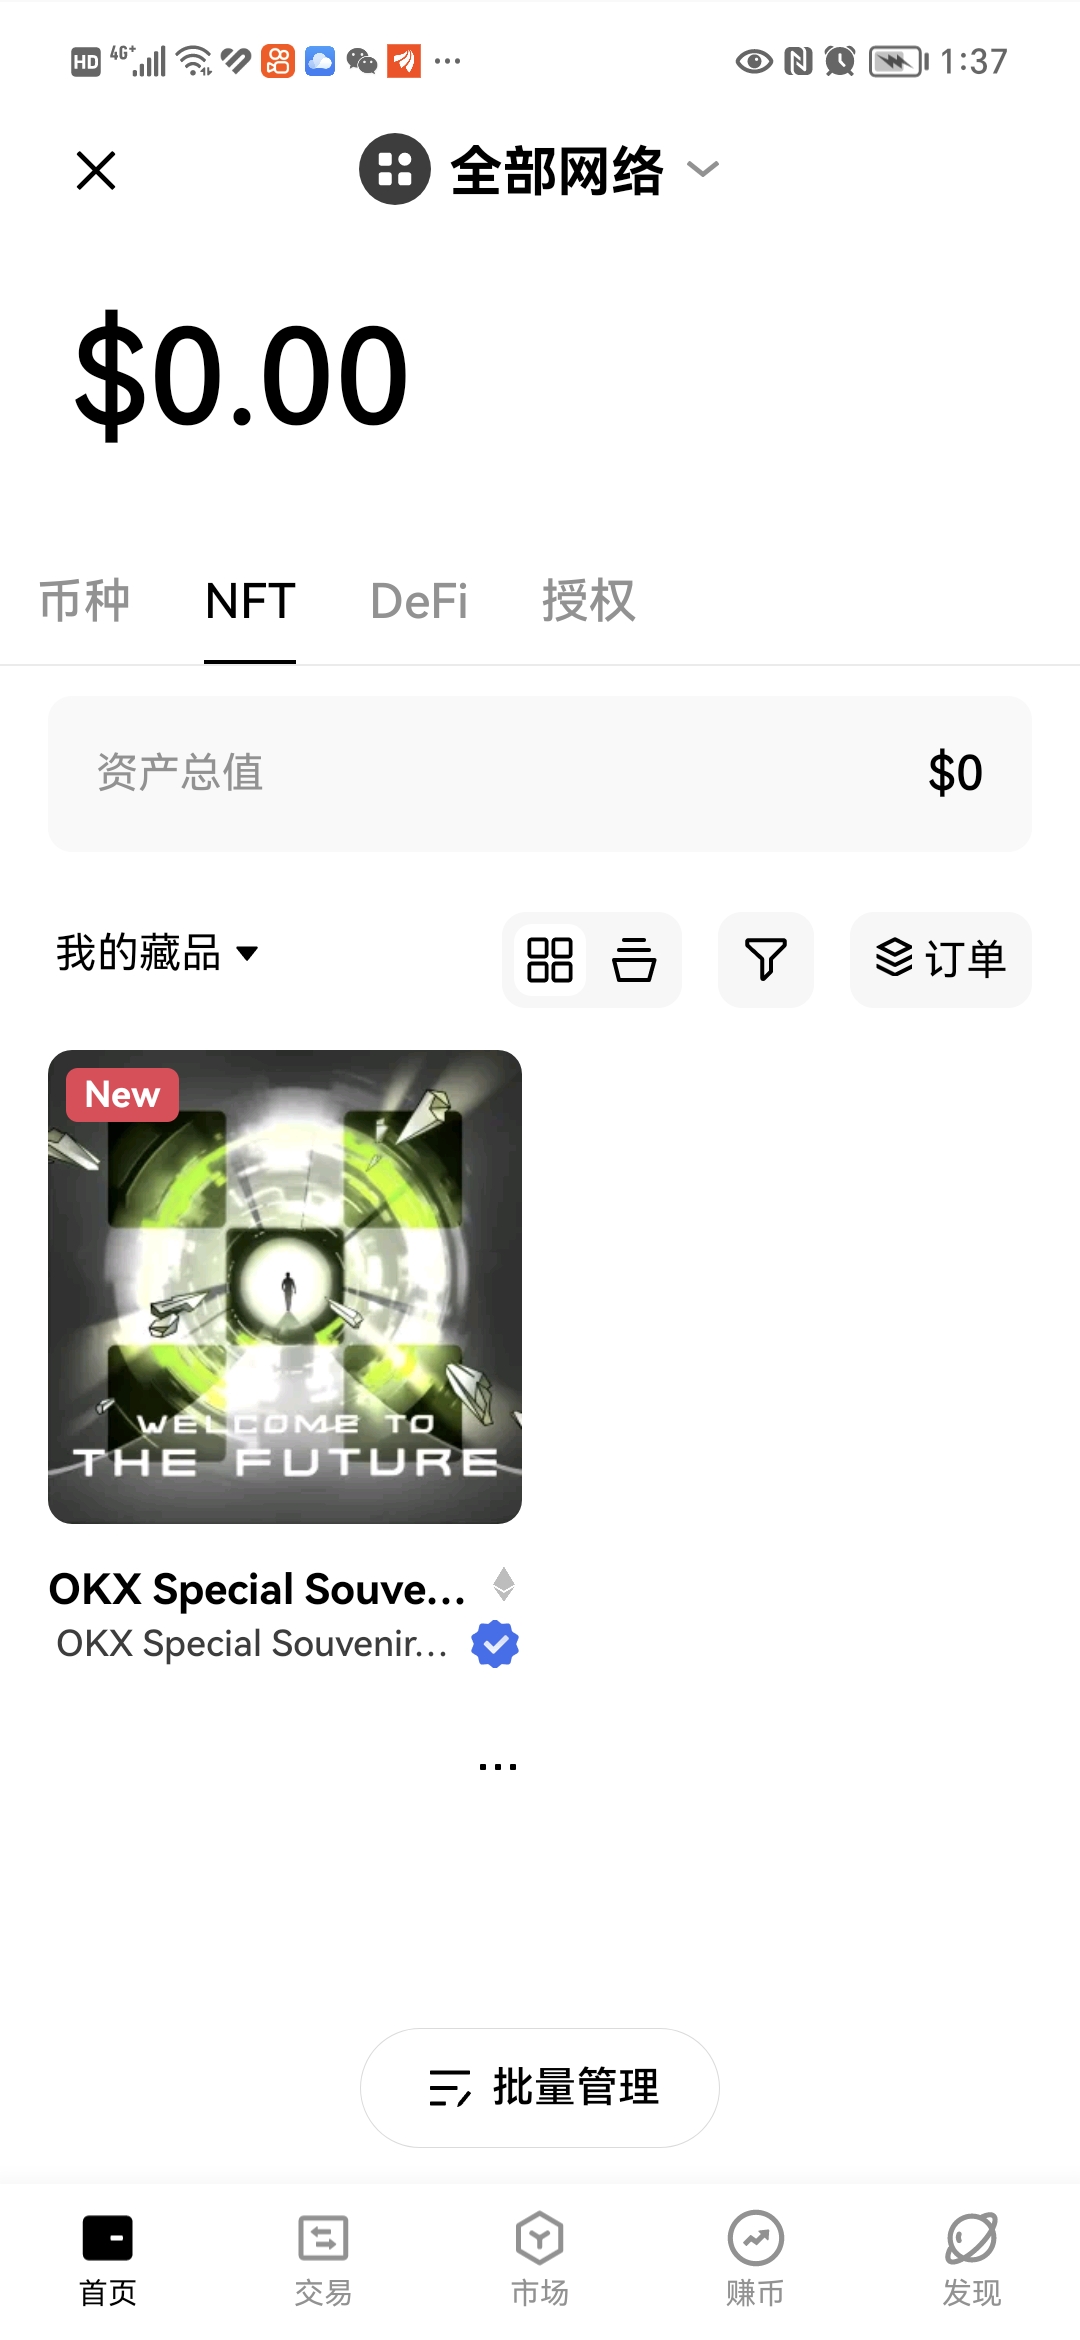 HD 4G+ 1:37
全部网络
$0.00
币种 NFT DeFi 授权
资产总值 $0
我的藏品 订单
New
WELCOME TO
THE FUTURE
OKX Special Souve...
OKX Special Souvenir...
...
批量管理
首页 交易 市场 赚币 发现